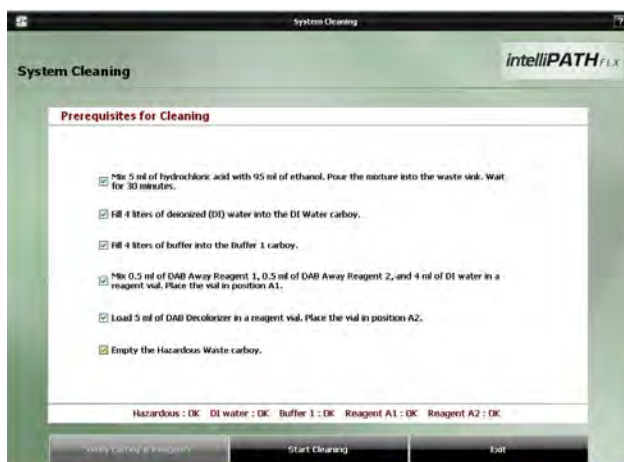 System Cleaning
?
System Cleaning
intelliPATH FLX
Prerequisites for Cleaning
Mix 5 ml of hydrochloric acid with 95 ml of ethanol. Pour the mixture into the waste sink. Wait
for 30 minutes.
Fill 4 liters of deionized (DI) water into the DI Water carboy.
Fill 4 liters of buffer into the Buffer 1 carboy.
Mix 0.5 ml of DAB Away Reagent 1, 0.5 ml of DAB Away Reagent 2, and 4 ml of DI water in a
reagent vial. Place the vial in position A1.
Load 5 ml of DAB Decolorizer in a reagent vial. Place the vial in position A2.
Empty the Hazardous Waste carboy.
Hazardous : OK DI water : OK Buffer 1 : OK Reagent A1 : OK Reagent A2 : OK
Verify Carboy & Reagents
Start Cleaning
Exit